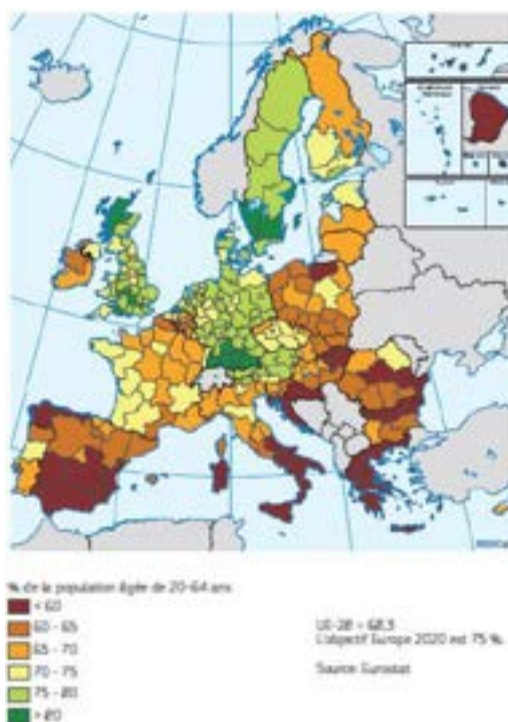 % de la population âgée de 20-64 ans
< 60
60 - 65
65 - 70
70 - 75
75 - 80
> 80
UE-28 = 68,3
L'objectif Europe 2020 est 75 %.
Source: Eurostat